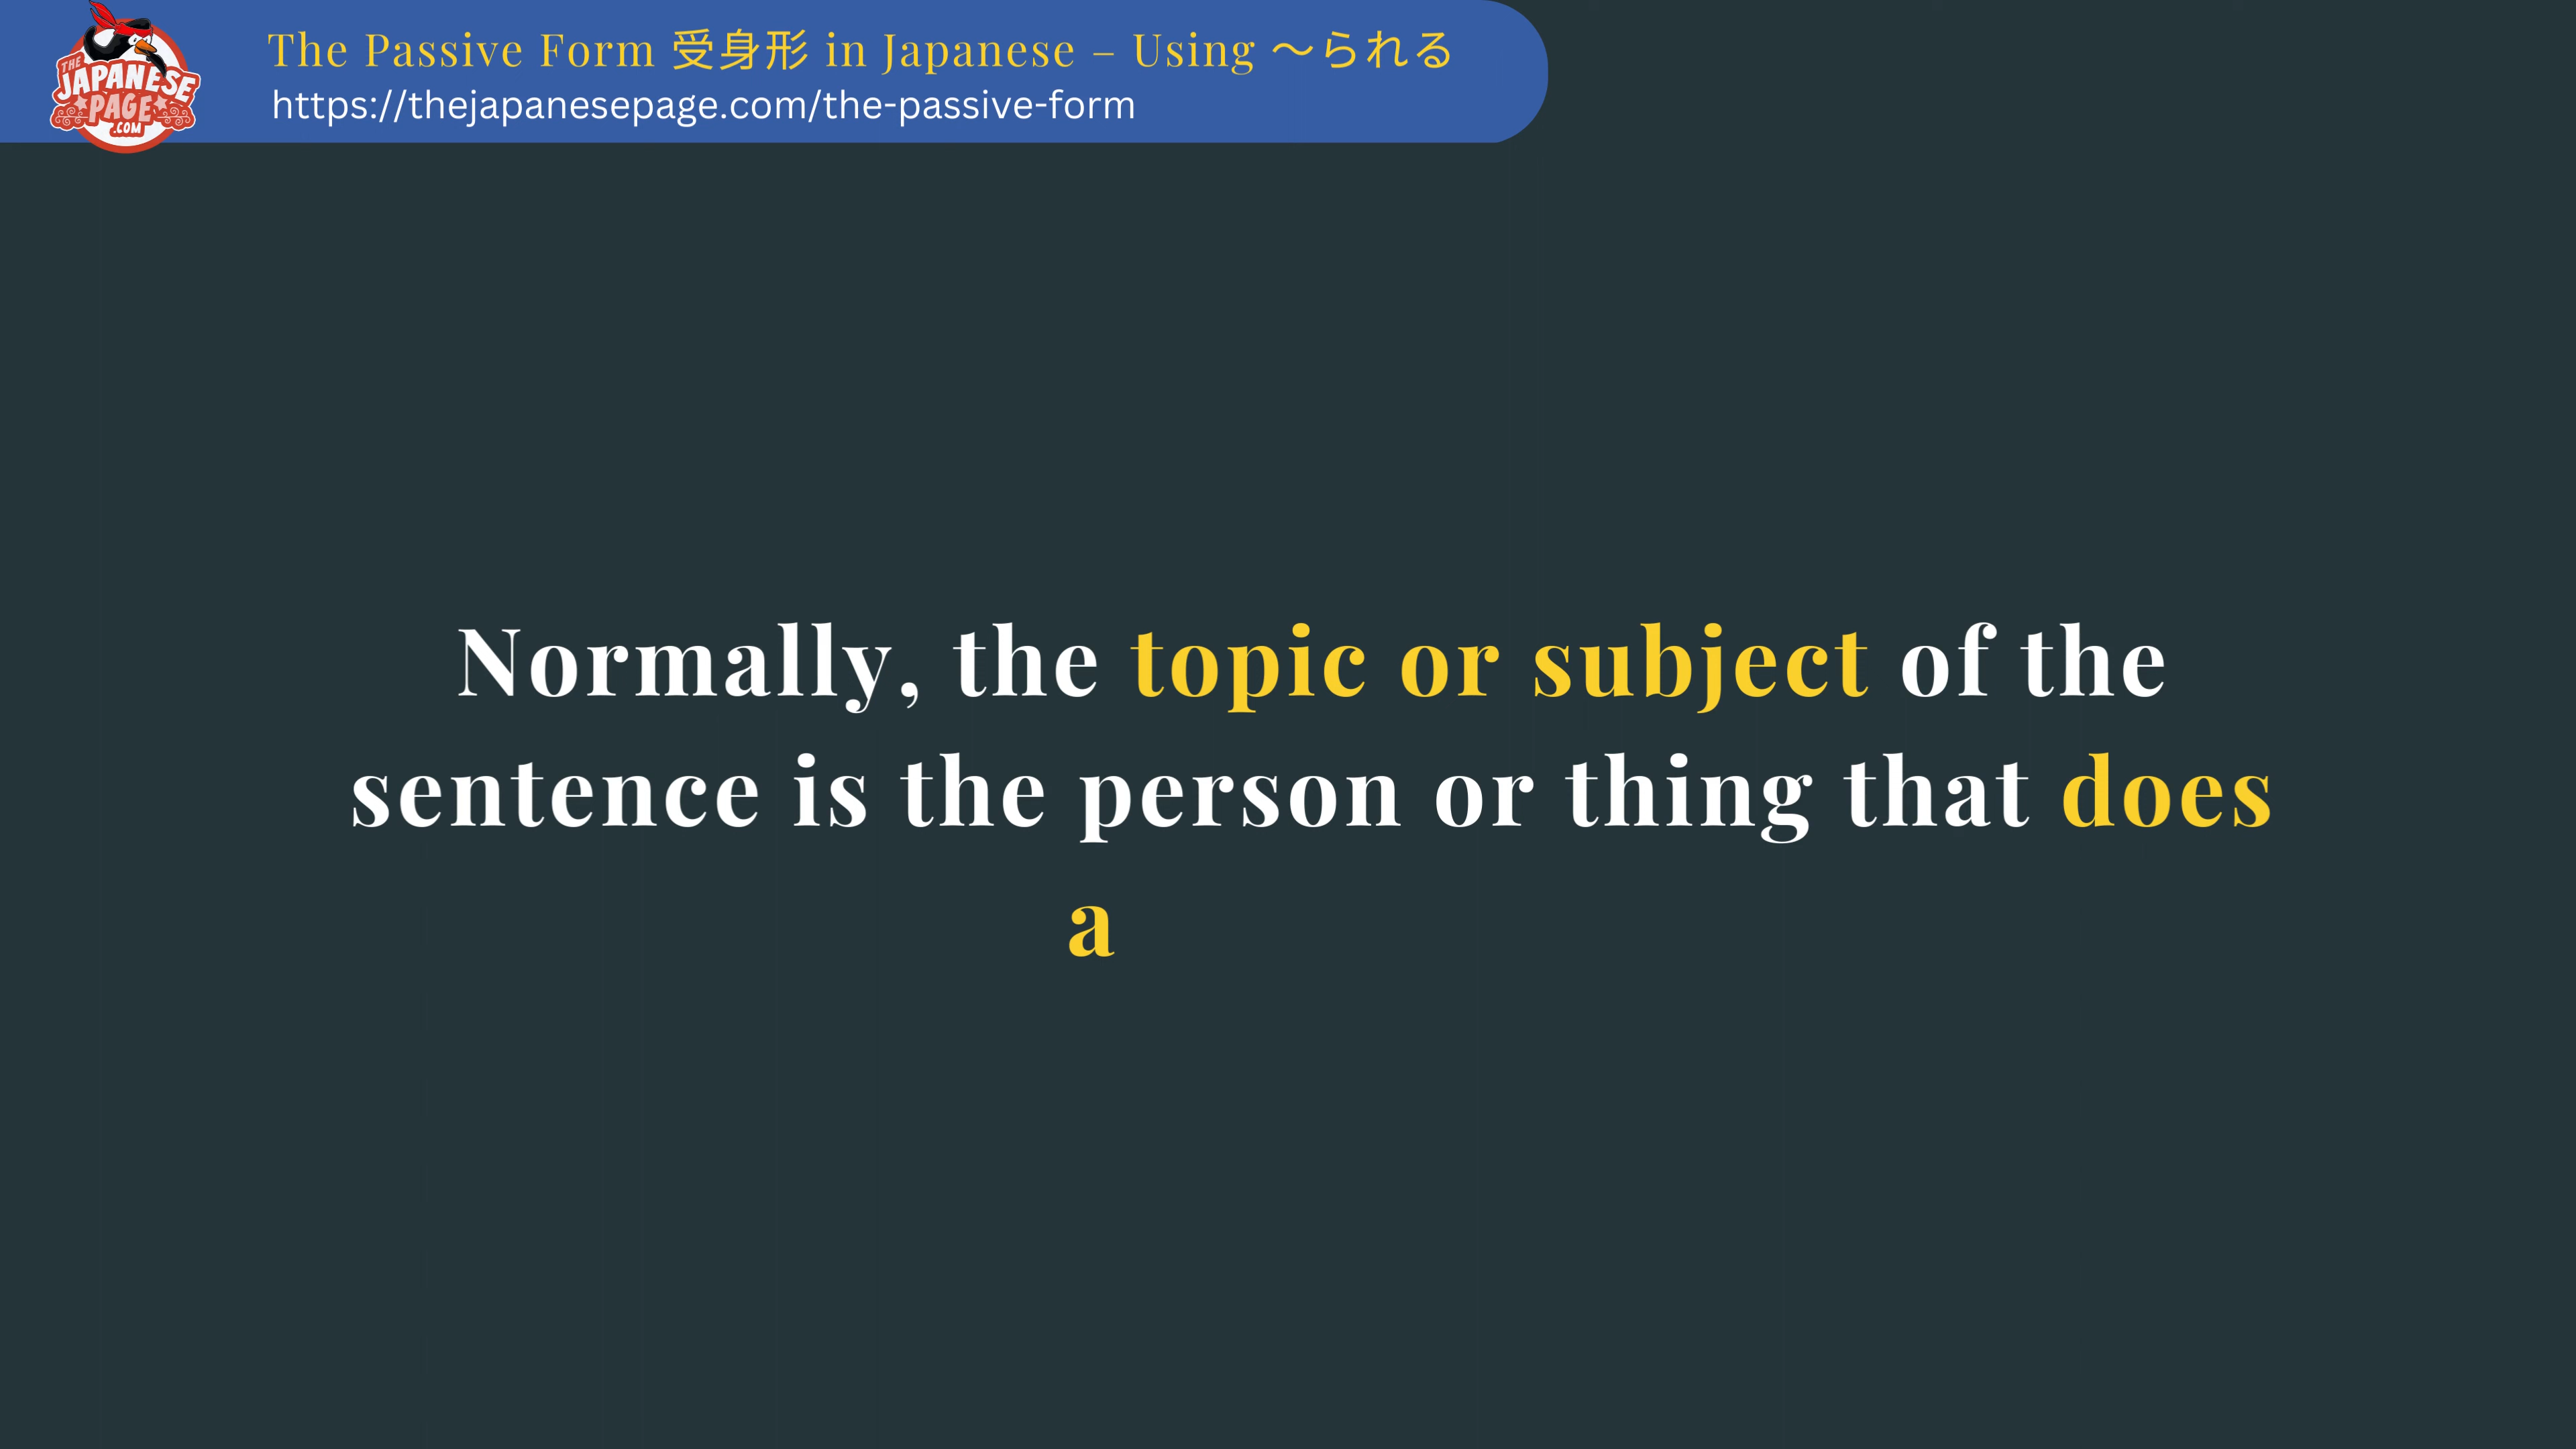 THE
JAPANESE
PAGE
.COM
The Passive Form 受身形 in Japanese – Using ～られる
https://thejapanesepage.com/the-passive-form
Normally, the topic or subject of the
sentence is the person or thing that does
a